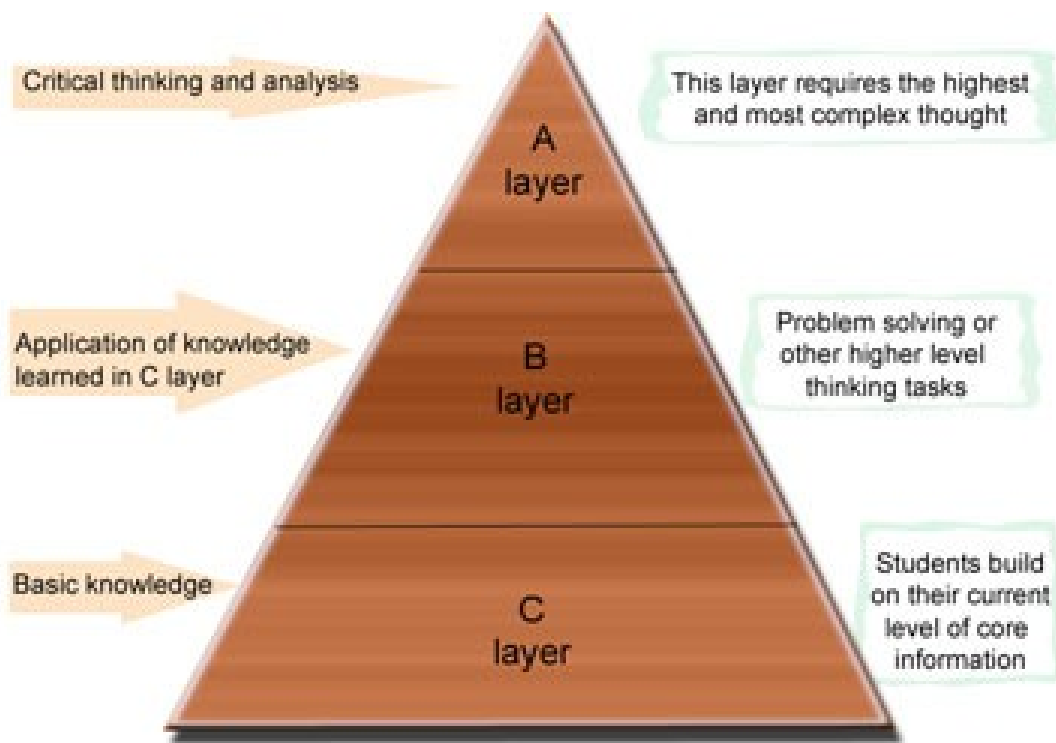 Critical thinking and analysis
This layer requires the highest
and most complex thought
A
layer
Application of knowledge
learned in C layer
B
layer
Problem solving or
other higher level
thinking tasks
Basic knowledge
C
layer
Students build
on their current
level of core
information